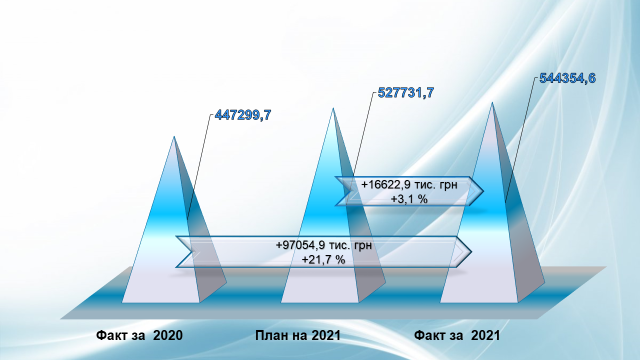 544354,6
527731,7
447299,7
+16622,9 тис. грн
+3,1 %
+97054,9 тис. грн
+21,7 %
Факт за 2020
План на 2021
Факт за 2021